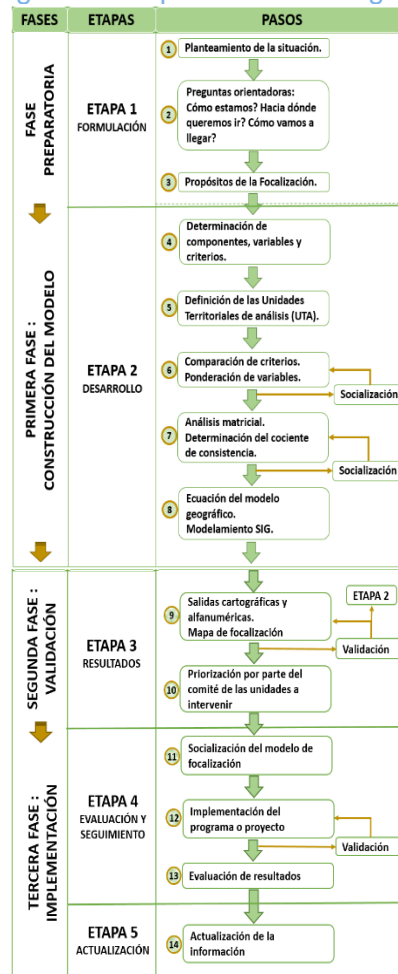 FASES ETAPAS PASOS
FASE
PREPARATORIA
ETAPA 1
FORMULACIÓN
1 Planteamiento de la situación.
2 Preguntas orientadoras:
Cómo estamos? Hacia dónde
queremos ir? Cómo vamos a
llegar?
3 Propósitos de la Focalización.
PRIMERA FASE :
CONSTRUCCIÓN DEL MODELO
ETAPA 2
DESARROLLO
4 Determinación de
componentes, variables y
criterios.
5 Definición de las Unidades
Territoriales de análisis (UTA).
6 Comparación de criterios.
Ponderación de variables.
Socialización
7 Análisis matricial.
Determinación del cociente
de consistencia.
Socialización
8 Ecuación del modelo
geográfico.
Modelamiento SIG.
SEGUNDA FASE :
VALIDACIÓN
ETAPA 3
RESULTADOS
9 Salidas cartográficas y
alfanuméricas.
Mapa de focalización
ETAPA 2
Validación
10 Priorización por parte del
comité de las unidades a
intervenir
TERCERA FASE :
IMPLEMENTACIÓN
ETAPA 4
EVALUACIÓN Y
SEGUIMIENTO
11 Socialización del modelo de
focalización
12 Implementación del
programa o proyecto
Validación
13 Evaluación de resultados
ETAPA 5
ACTUALIZACIÓN
14 Actualización de la
información